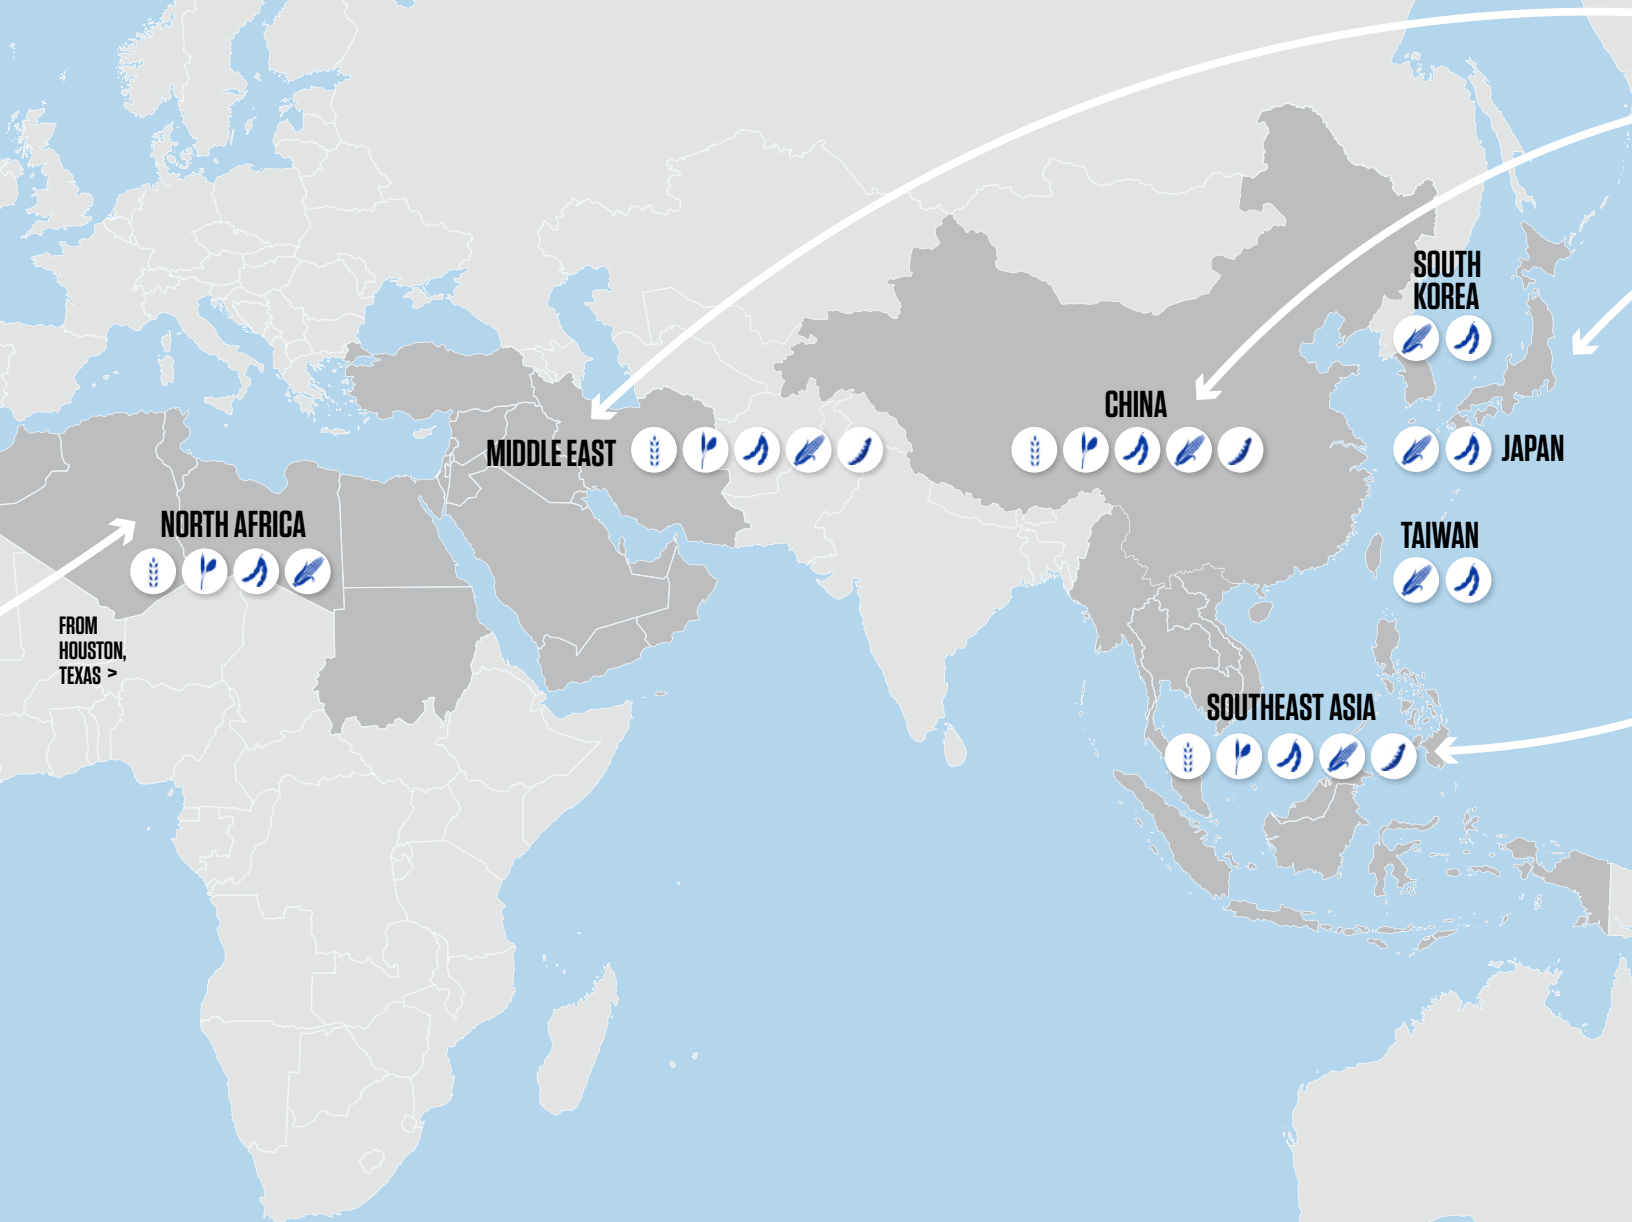 SOUTH
KOREA
CHINA
MIDDLE EAST
JAPAN
NORTH AFRICA
TAIWAN
FROM
HOUSTON,
TEXAS >
SOUTHEAST ASIA